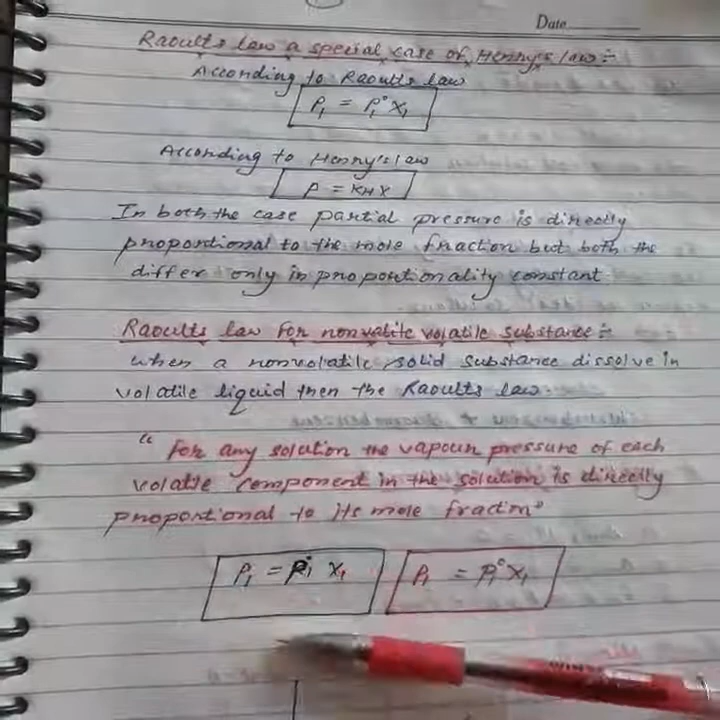 Date
Raoults law a special case of Henny's law :-
According to Raoults law
P₁ = P₁° X₁
According to Henny's law
P = KH X
In both the case partial pressure is directly
proportional to the mole fraction but both the
differ only in proportionality constant
Raoults law for nonvalite volatile substance :-
when a nonvolatile solid substance dissolve in
volatile liquid then the Raoults law.
" for any solution the vapour pressure of each
volatile component in the solution is directly
proportional to its mole fraction"
P₁ = P₁° X₁ P₁ = P₁° X₁